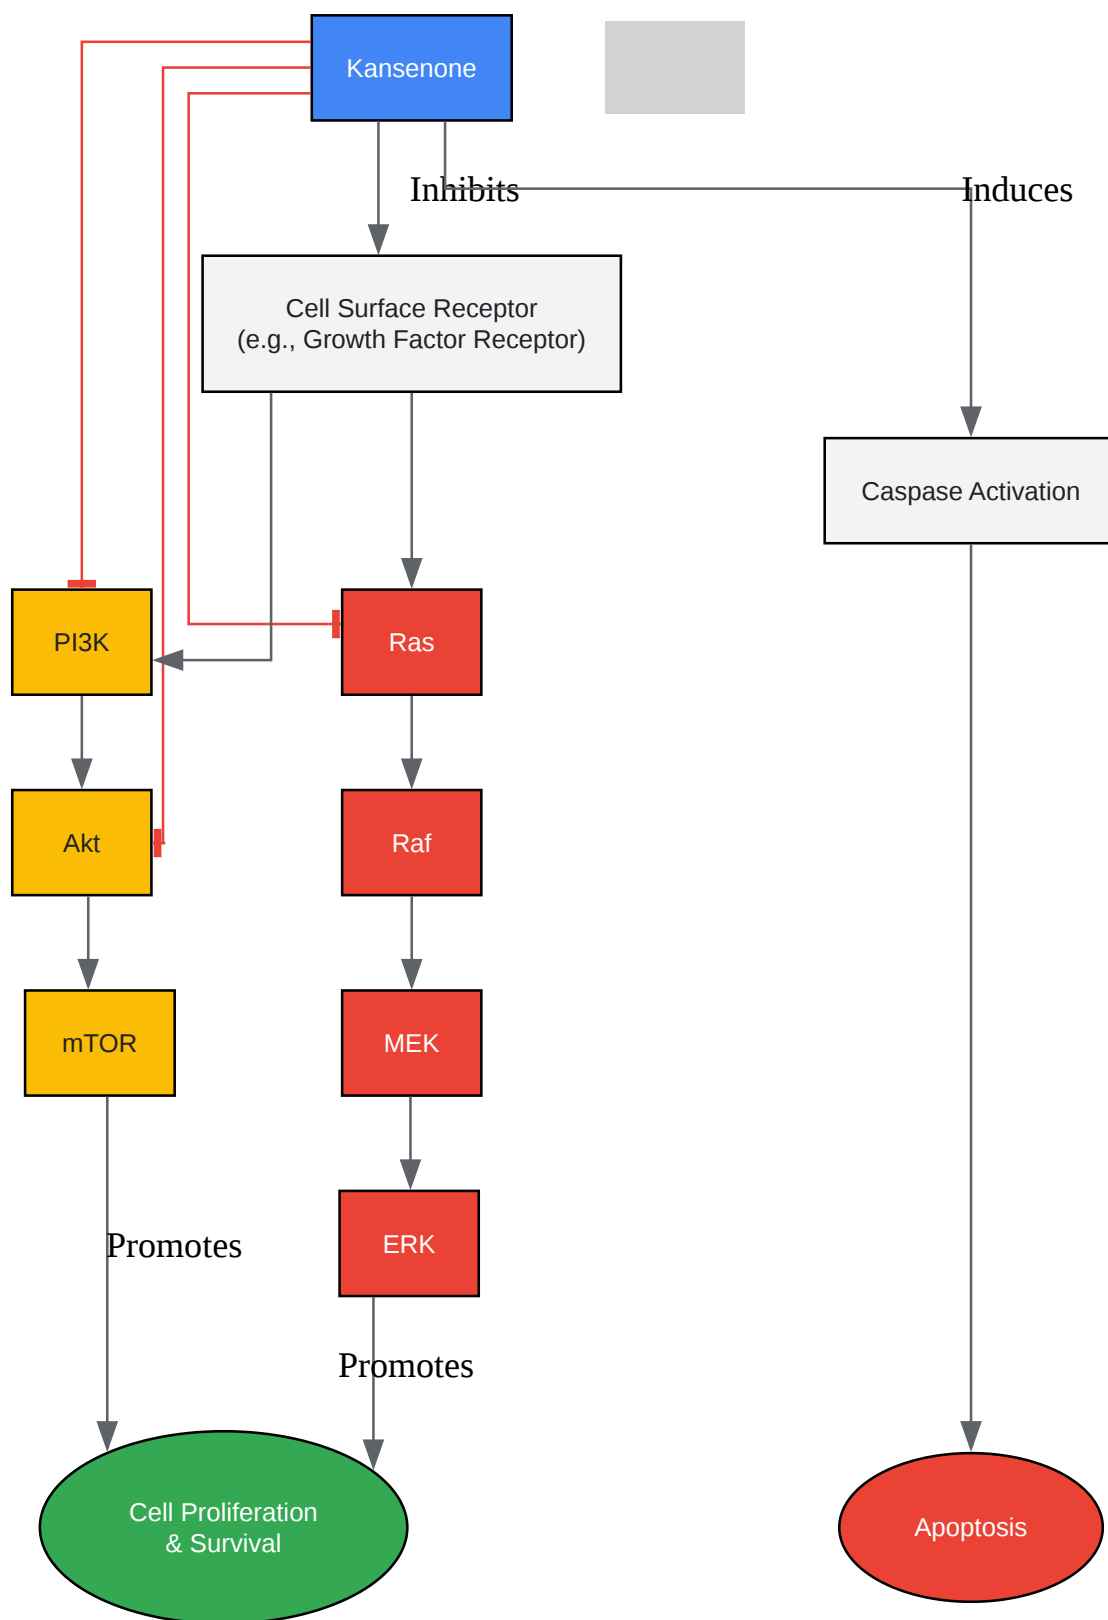 Kansenone
Inhibits
Induces
Cell Surface Receptor
(e.g., Growth Factor Receptor)
Caspase Activation
PI3K
Ras
Akt
Raf
mTOR
MEK
Promotes
ERK
Promotes
Cell Proliferation
& Survival
Apoptosis